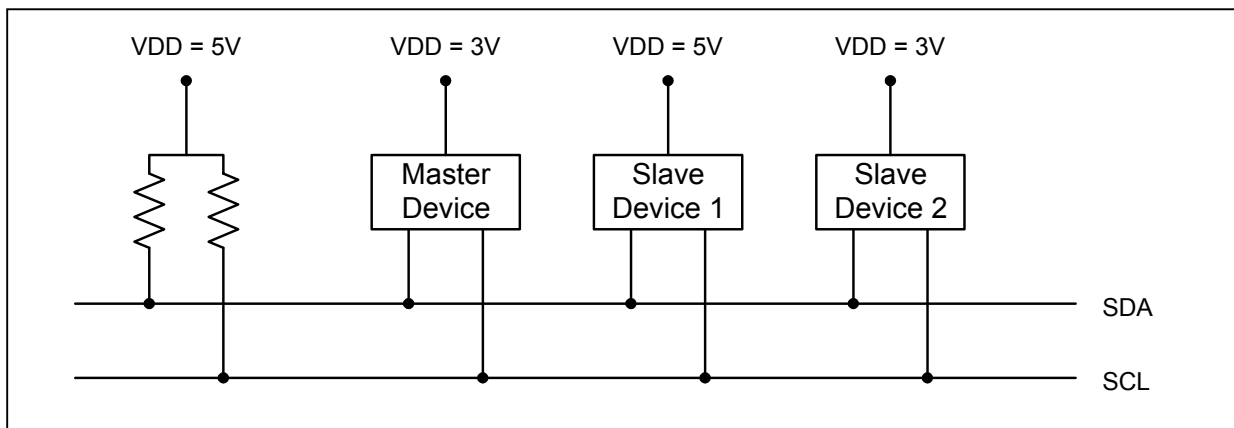 VDD = 5V
VDD = 3V
VDD = 5V
VDD = 3V
Master
Device
Slave
Device 1
Slave
Device 2
SDA
SCL